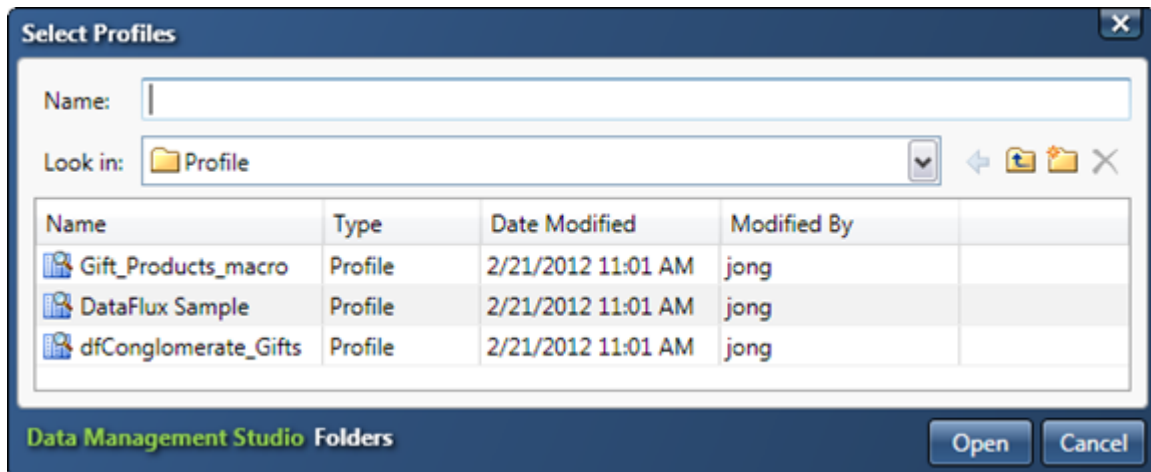 Select Profiles
Name:
Look in: Profile
Name Type Date Modified Modified By
Gift_Products_macro Profile 2/21/2012 11:01 AM jong
DataFlux Sample Profile 2/21/2012 11:01 AM jong
dfConglomerate_Gifts Profile 2/21/2012 11:01 AM jong
Data Management Studio Folders Open Cancel